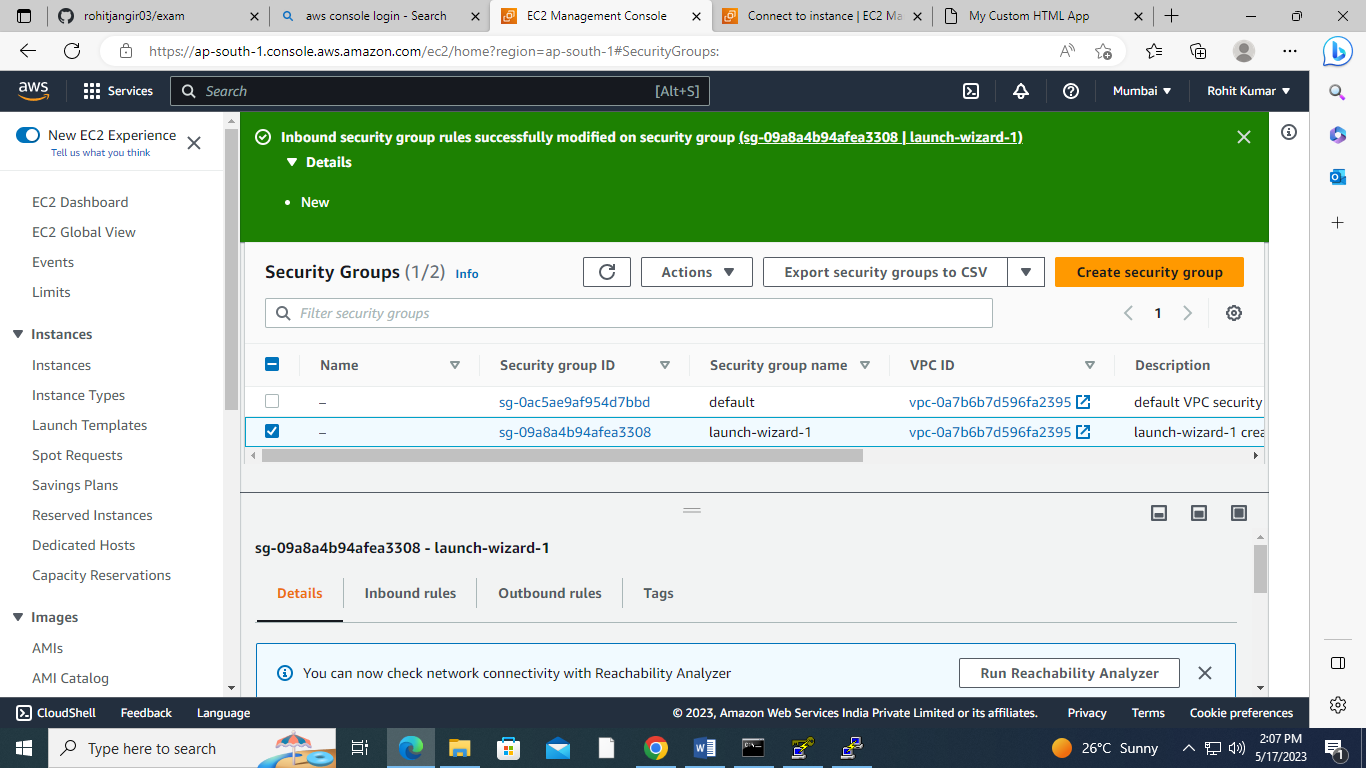 rohitjangir03/exam
aws console login - Search
EC2 Management Console
Connect to instance | EC2 Ma
My Custom HTML App
https://ap-south-1.console.aws.amazon.com/ec2/home?region=ap-south-1#SecurityGroups:
aws
Services
Search
[Alt+S]
Mumbai
Rohit Kumar
New EC2 Experience
Tell us what you think
EC2 Dashboard
EC2 Global View
Events
Limits
Instances
Instances
Instance Types
Launch Templates
Spot Requests
Savings Plans
Reserved Instances
Dedicated Hosts
Capacity Reservations
Images
AMIs
AMI Catalog
Inbound security group rules successfully modified on security group (sg-09a8a4b94afea3308 | launch-wizard-1)
Details
• New
Security Groups (1/2) Info
Actions
Export security groups to CSV
Create security group
Filter security groups
1
Name Security group ID Security group name VPC ID Description
– sg-0ac5ae9af954d7bbd default vpc-0a7b6b7d596fa2395 default VPC security
– sg-09a8a4b94afea3308 launch-wizard-1 vpc-0a7b6b7d596fa2395 launch-wizard-1 crea
sg-09a8a4b94afea3308 - launch-wizard-1
Details Inbound rules Outbound rules Tags
You can now check network connectivity with Reachability Analyzer
Run Reachability Analyzer
CloudShell Feedback Language
© 2023, Amazon Web Services India Private Limited or its affiliates. Privacy Terms Cookie preferences
Type here to search
26°C Sunny
2:07 PM
5/17/2023
1